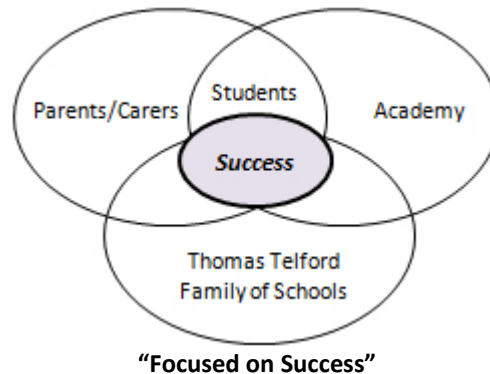 Students
Parents/Carers
Academy
Success
Thomas Telford
Family of Schools
“Focused on Success”